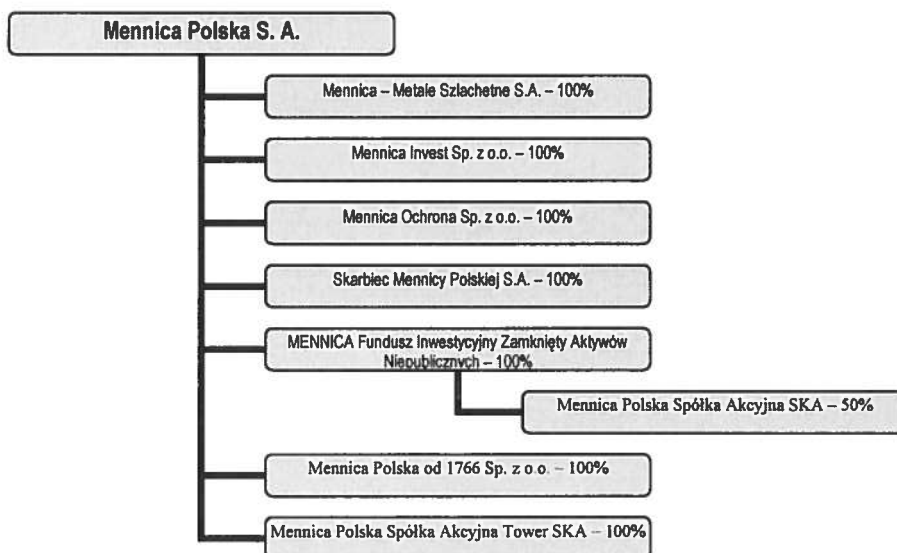 Mennica Polska S. A.
Mennica – Metale Szlachetne S.A. – 100%
Mennica Invest Sp. z o.o. – 100%
Mennica Ochrona Sp. z o.o. – 100%
Skarbiec Mennicy Polskiej S.A. – 100%
MENNICA Fundusz Inwestycyjny Zamknięty Aktywów
Niepublicznych – 100%
Mennica Polska Spółka Akcyjna SKA – 50%
Mennica Polska od 1766 Sp. z o.o. – 100%
Mennica Polska Spółka Akcyjna Tower SKA – 100%